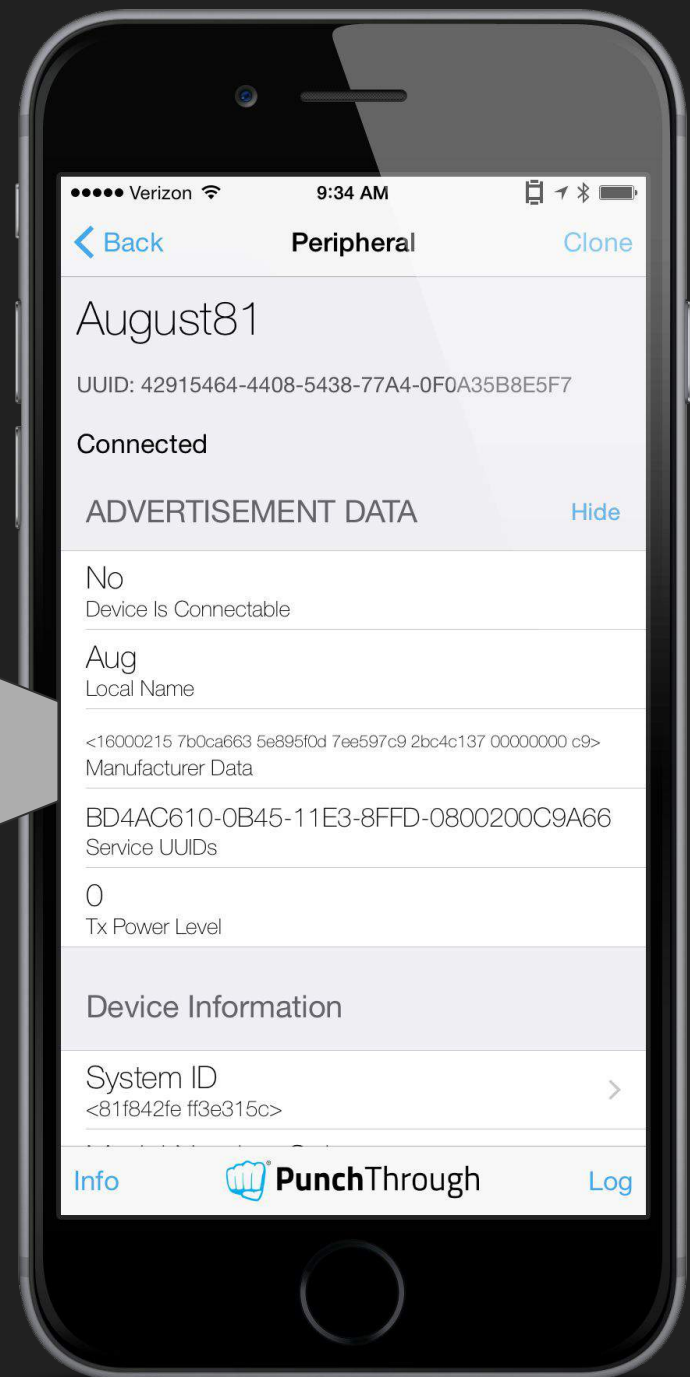 Verizon 9:34 AM
Back Peripheral Clone
August81
UUID: 42915464-4408-5438-77A4-0F0A35B8E5F7
Connected
ADVERTISEMENT DATA Hide
No
Device Is Connectable
Aug
Local Name
<16000215 7b0ca663 5e895f0d 7ee597c9 2bc4c137 00000000 c9>
Manufacturer Data
BD4AC610-0B45-11E3-8FFD-0800200C9A66
Service UUIDs
0
Tx Power Level
Device Information
System ID
<81f842fe ff3e315c>
Info PunchThrough Log